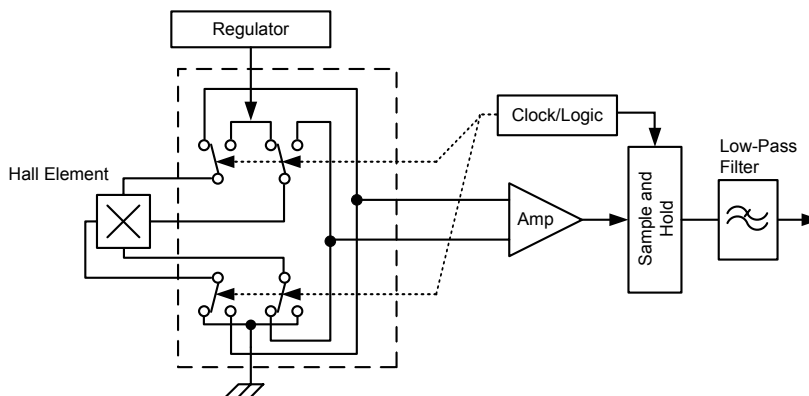 Regulator
Clock/Logic
Low-Pass
Filter
Hall Element
Amp
Sample and
Hold